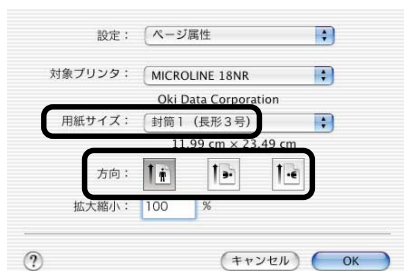 設定： ページ属性
対象プリンタ： MICROLINE 18NR
Oki Data Corporation
用紙サイズ： 封筒1（長形3号）
11.99 cm × 23.49 cm
方向：
拡大縮小： 100 %
? キャンセル OK